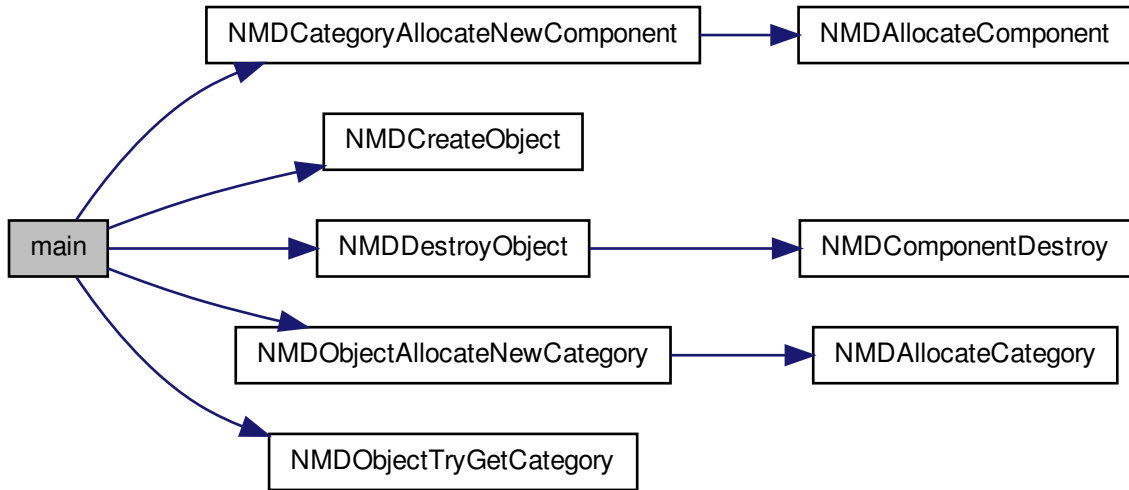 NMDCategoryAllocateNewComponent
NMDAllocateComponent
NMDCreateObject
main
NMDDestroyObject
NMDComponentDestroy
NMDObjectAllocateNewCategory
NMDAllocateCategory
NMDObjectTryGetCategory